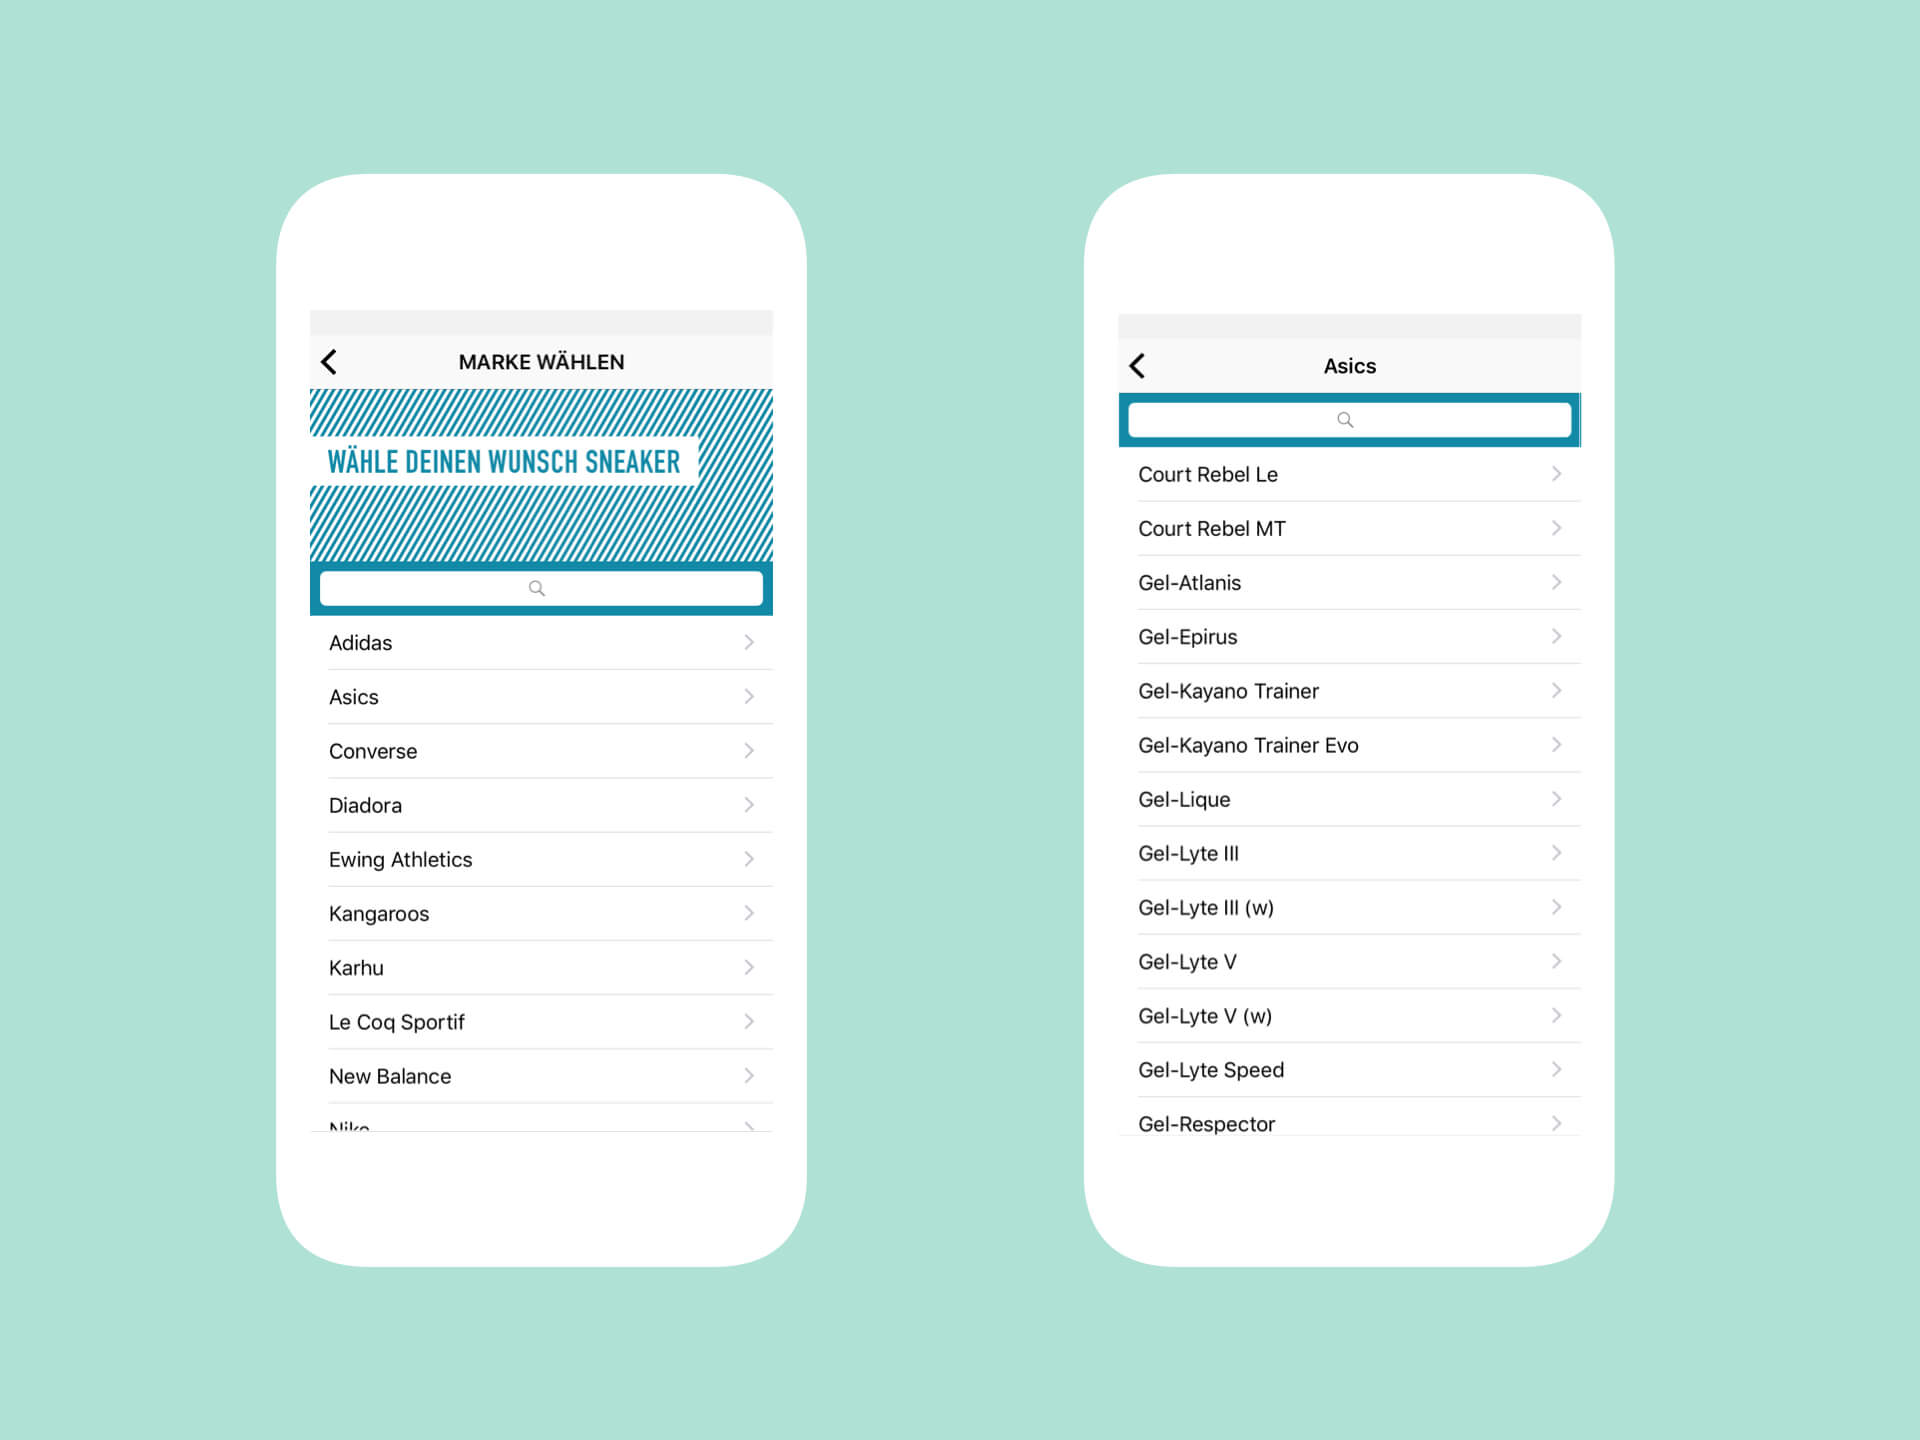 MARKE WÄHLEN
WÄHLE DEINEN WUNSCH SNEAKER
Adidas
Asics
Converse
Diadora
Ewing Athletics
Kangaroos
Karhu
Le Coq Sportif
New Balance
Nike
Asics
Court Rebel Le
Court Rebel MT
Gel-Atlanis
Gel-Epirus
Gel-Kayano Trainer
Gel-Kayano Trainer Evo
Gel-Lique
Gel-Lyte III
Gel-Lyte III (w)
Gel-Lyte V
Gel-Lyte V (w)
Gel-Lyte Speed
Gel-Respector